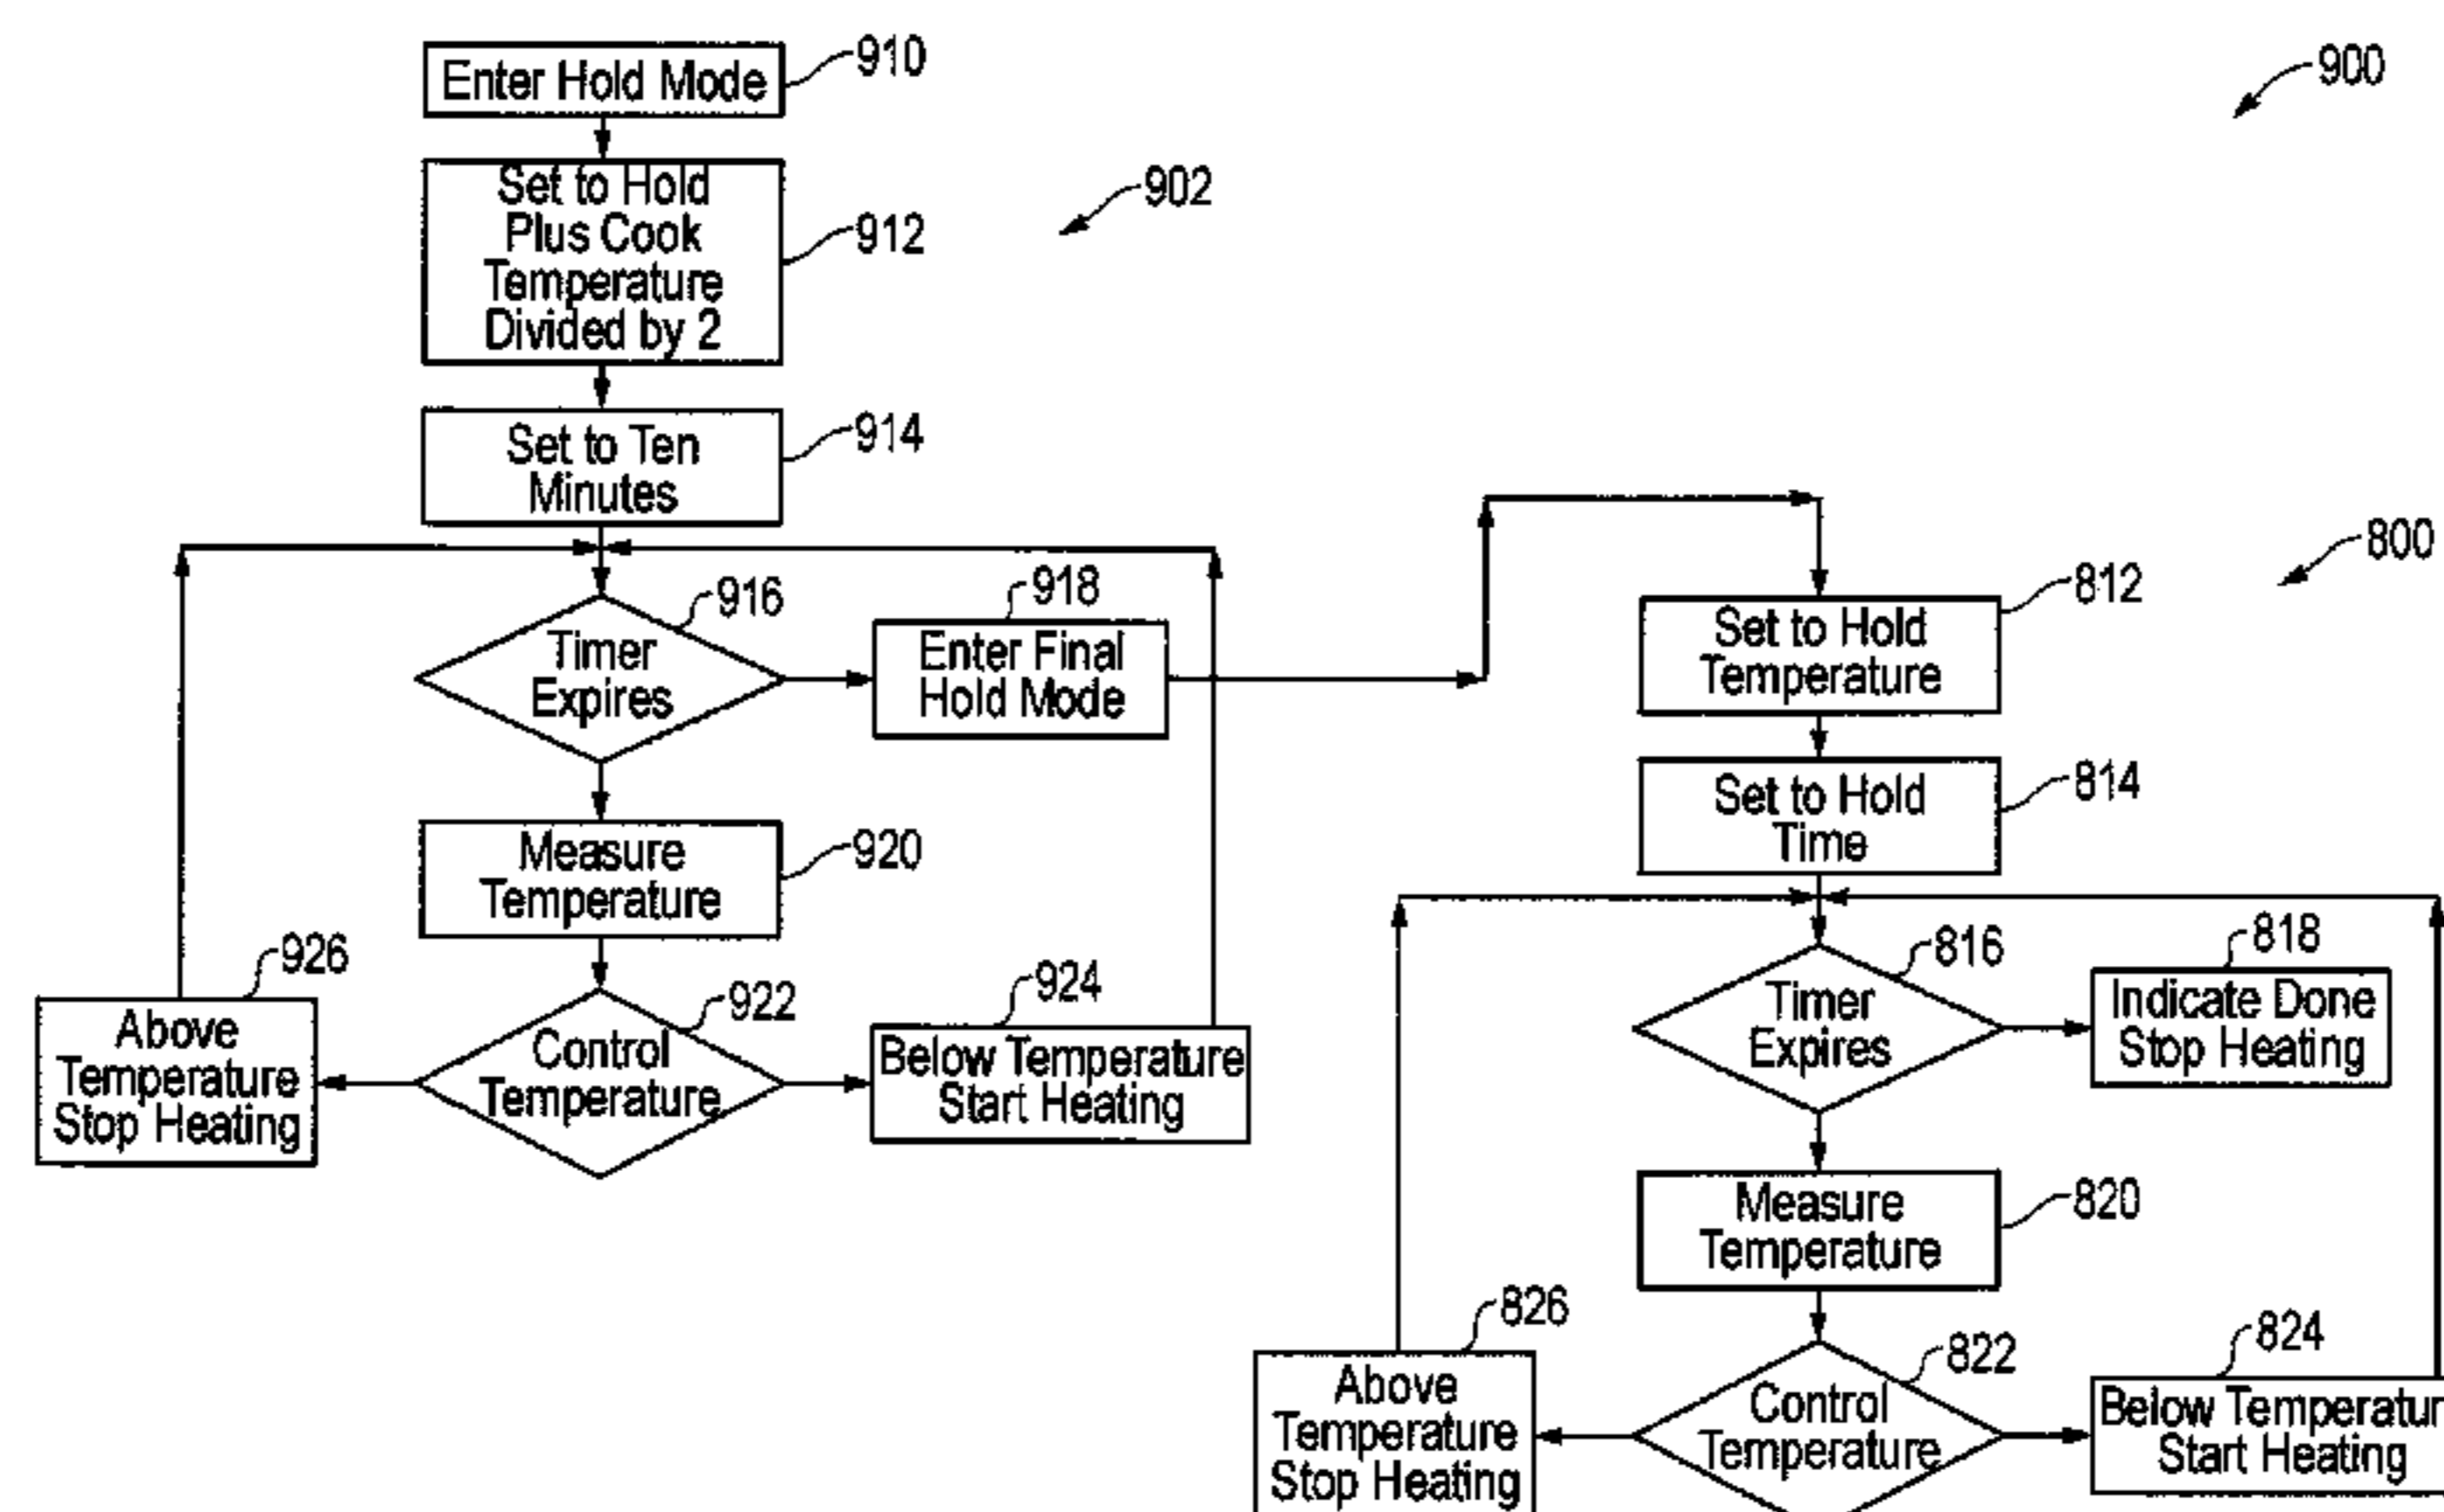 Enter Hold Mode
910
900
Set to Hold
Plus Cook
Temperature
Divided by 2
912
902
Set to Ten
Minutes
914
800
Timer
Expires
916
Enter Final
Hold Mode
918
Set to Hold
Temperature
812
Set to Hold
Time
814
Measure
Temperature
920
Control
Temperature
922
Below Temperature
Start Heating
924
Above
Temperature
Stop Heating
926
Timer
Expires
816
Indicate Done
Stop Heating
818
Measure
Temperature
820
Control
Temperature
822
Below Temperatur
Start Heating
824
Above
Temperature
Stop Heating
826